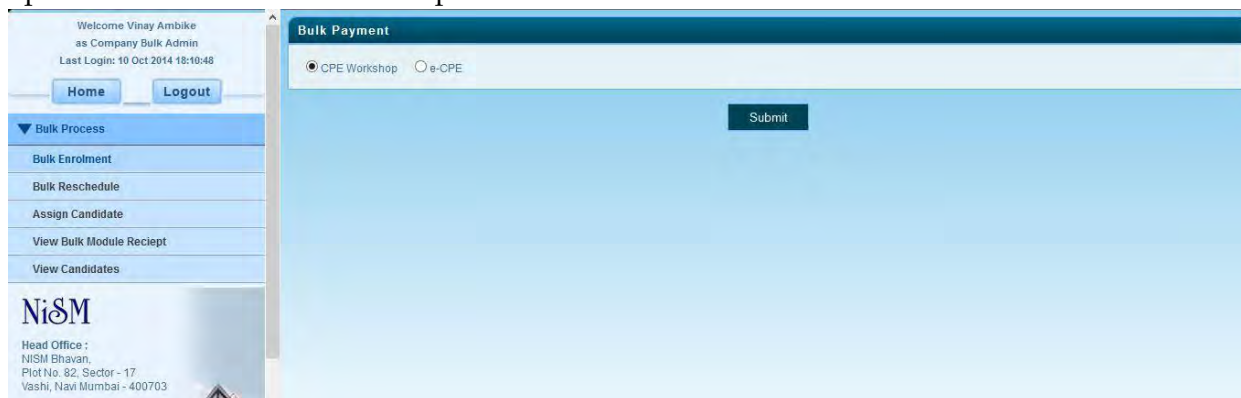 Welcome Vinay Ambike
as Company Bulk Admin
Last Login: 10 Oct 2014 18:10:48
Home Logout
Bulk Process
Bulk Enrolment
Bulk Reschedule
Assign Candidate
View Bulk Module Reciept
View Candidates
NiSM
Head Office :
NISM Bhavan,
Plot No. 82, Sector - 17
Vashi, Navi Mumbai - 400703
Bulk Payment
CPE Workshop e-CPE
Submit